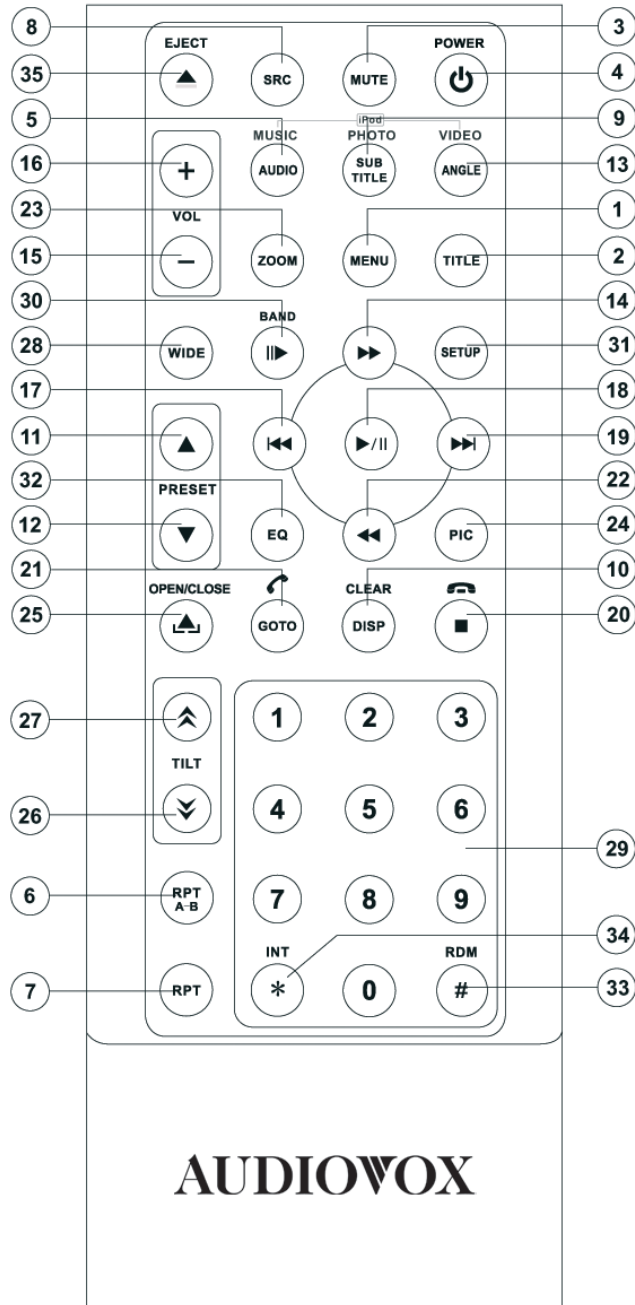 8 3
EJECT POWER
35 SRC MUTE 4
5 iPod 9
MUSIC PHOTO VIDEO
16 + AUDIO SUB TITLE ANGLE 13
23 VOL 1
15 − ZOOM MENU TITLE 2
30 BAND 14
28 WIDE SETUP 31
17 18
11 19
32 PRESET 22
12 EQ PIC 24
21 10
OPEN/CLOSE CLEAR
25 GOTO DISP 20
27 1 2 3
TILT
26 4 5 6
29
6 RPT A-B 7 8 9
34
INT RDM
7 RPT * 0 # 33
AUDIOVOX